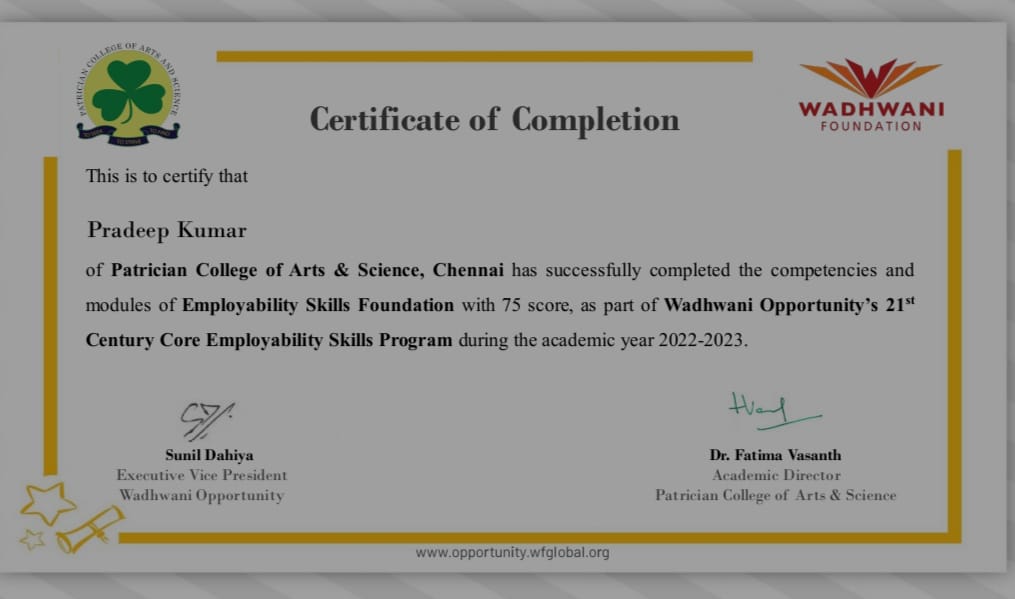 PATRICIAN COLLEGE OF ARTS AND SCIENCE
Certificate of Completion
WADHWANI
FOUNDATION
This is to certify that
Pradeep Kumar
of Patrician College of Arts & Science, Chennai has successfully completed the competencies and
modules of Employability Skills Foundation with 75 score, as part of Wadhwani Opportunity’s 21st
Century Core Employability Skills Program during the academic year 2022-2023.
Sunil Dahiya
Executive Vice President
Wadhwani Opportunity
Dr. Fatima Vasanth
Academic Director
Patrician College of Arts & Science
www.opportunity.wfglobal.org